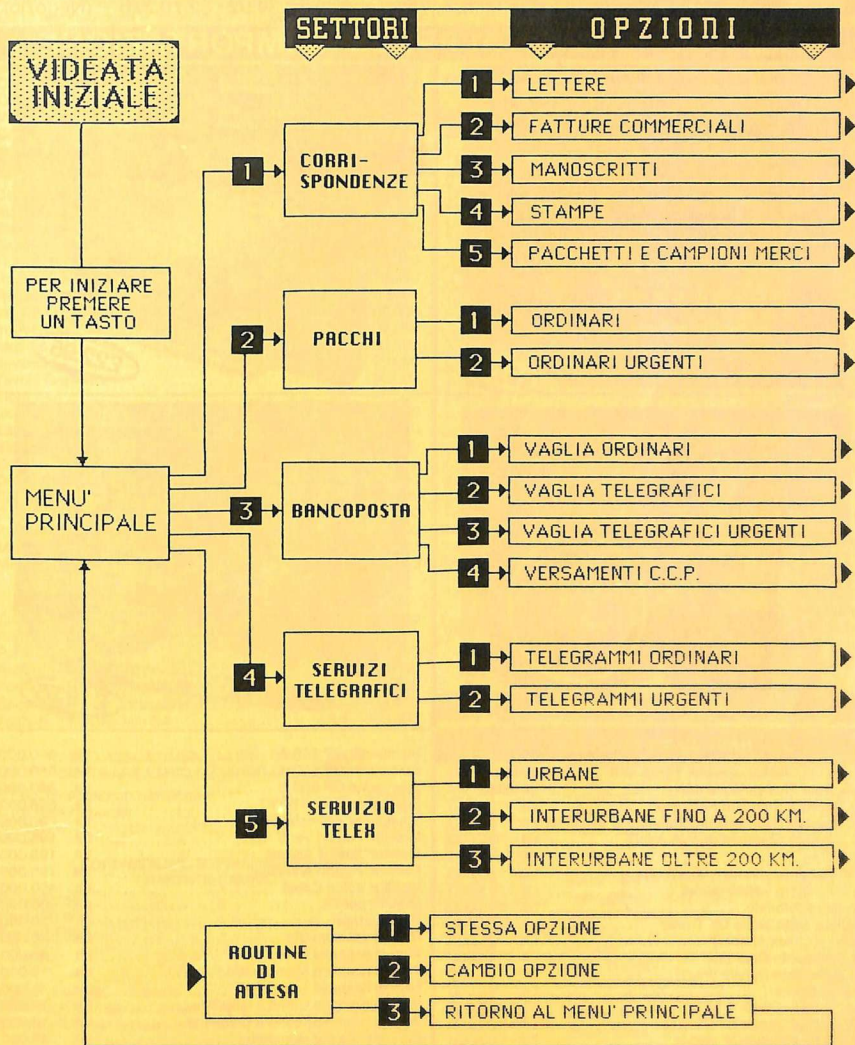 SETTORI
OPZIONI
VIDEATA
INIZIALE
PER INIZIARE
PREMERE
UN TASTO
MENU'
PRINCIPALE
1
CORRI-
SPONDENZE
1 LETTERE
2 FATTURE COMMERCIALI
3 MANOSCRITTI
4 STAMPE
5 PACCHETTI E CAMPIONI MERCI
2
PACCHI
1 ORDINARI
2 ORDINARI URGENTI
3
BANCOPOSTA
1 VAGLIA ORDINARI
2 VAGLIA TELEGRAFICI
3 VAGLIA TELEGRAFICI URGENTI
4 VERSAMENTI C.C.P.
4
SERVIZI
TELEGRAFICI
1 TELEGRAMMI ORDINARI
2 TELEGRAMMI URGENTI
5
SERVIZIO
TELEX
1 URBANE
2 INTERURBANE FINO A 200 KM.
3 INTERURBANE OLTRE 200 KM.
ROUTINE
DI
ATTESA
1 STESSA OPZIONE
2 CAMBIO OPZIONE
3 RITORNO AL MENU' PRINCIPALE